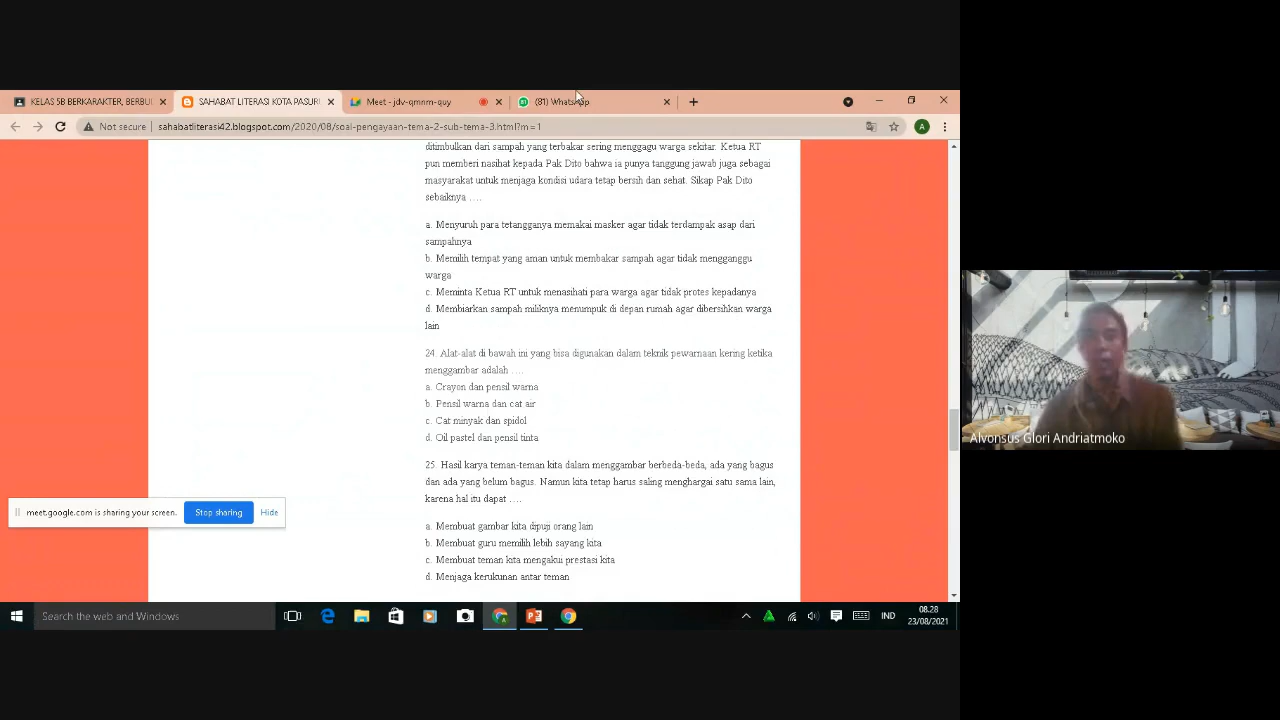 KELAS 5B BERKARAKTER, BERBUI
SAHABAT LITERASI KOTA PASURU
Meet - jdv-qmnm-quy
(81) WhatsApp
Not secure
sahabatliterasi42.blogspot.com/2020/08/soal-pengayaan-tema-2-sub-tema-3.html?m=1
A
ditimbulkan dari sampah yang terbakar sering menggagu warga sekitar. Ketua RT
pun memberi nasihat kepada Pak Dito bahwa ia punya tanggung jawab juga sebagai
masyarakat untuk menjaga kondisi udara tetap bersih dan sehat. Sikap Pak Dito
sebaiknya ....
a. Menyuruh para tetangganya memakai masker agar tidak terdampak asap dari
sampahnya
b. Memilih tempat yang aman untuk membakar sampah agar tidak mengganggu
warga
c. Meminta Ketua RT untuk menasihati para warga agar tidak protes kepadanya
d. Membiarkan sampah miliknya menumpuk di depan rumah agar dibersihkan warga
lain
24. Alat-alat di bawah ini yang bisa digunakan dalam teknik pewarnaan kering ketika
menggambar adalah ....
a. Crayon dan pensil warna
b. Pensil warna dan cat air
c. Cat minyak dan spidol
d. Oil pastel dan pensil tinta
25. Hasil karya teman-teman kita dalam menggambar berbeda-beda, ada yang bagus
dan ada yang belum bagus. Namun kita tetap harus saling menghargai satu sama lain,
karena hal itu dapat ....
a. Membuat gambar kita dipuji orang lain
b. Membuat guru memilih lebih sayang kita
c. Membuat teman kita mengakui prestasi kita
d. Menjaga kerukunan antar teman
meet.google.com is sharing your screen.
Stop sharing
Hide
Alvonsus Glori Andriatmoko
Search the web and Windows
IND
08.28
23/08/2021